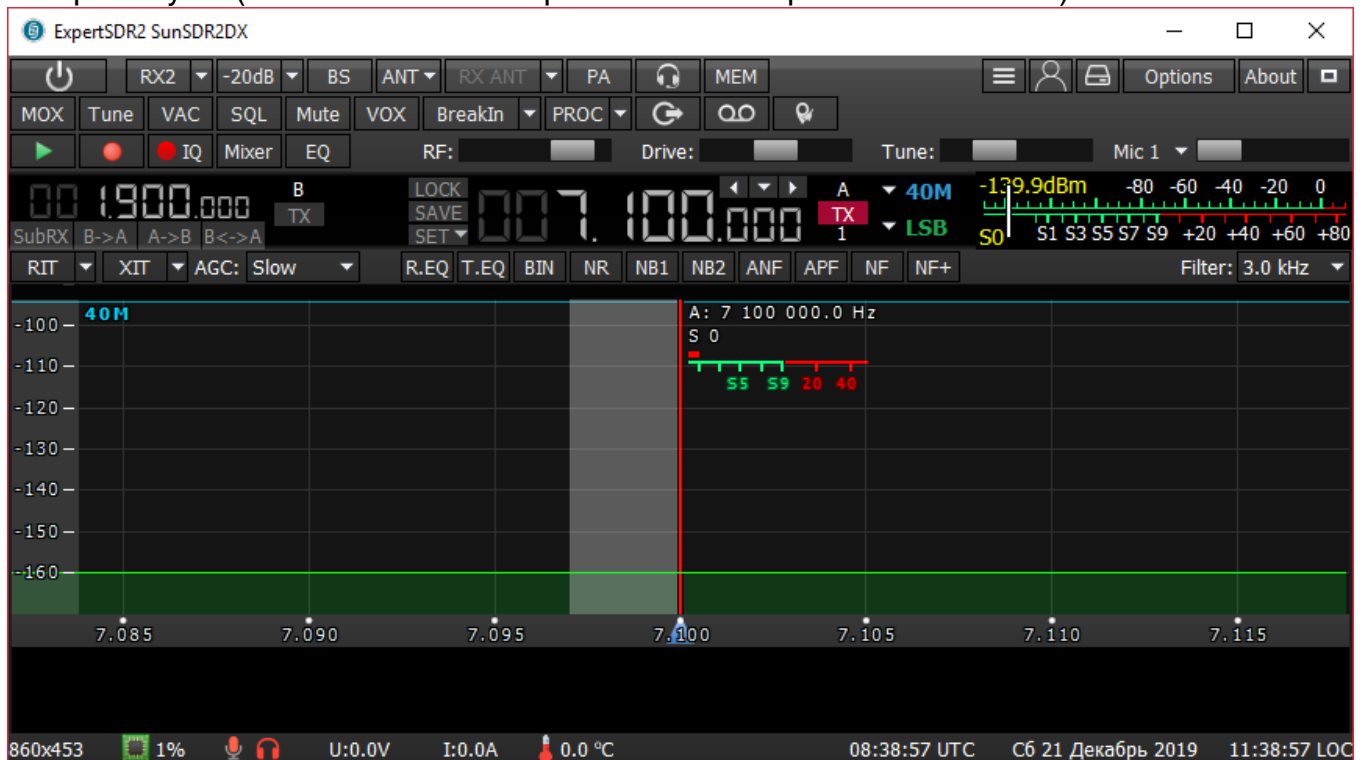 ExpertSDR2 SunSDR2DX
RX2 -20dB BS ANT RX ANT PA MEM Options About
MOX Tune VAC SQL Mute VOX BreakIn PROC
IQ Mixer EQ RF: Drive: Tune: Mic 1
00 1.900.000 B TX LOCK SAVE SET 007.100.000 A TX 1 40M LSB
-139.9dBm -80 -60 -40 -20 0
S0 S1 S3 S5 S7 S9 +20 +40 +60 +80
SubRX B->A A->B B<->A
RIT XIT AGC: Slow R.EQ T.EQ BIN NR NB1 NB2 ANF APF NF NF+ Filter: 3.0 kHz
40M A: 7 100 000.0 Hz
-100
S 0
-110
S5 S9 20 40
-120
-130
-140
-150
-160
7.085 7.090 7.095 7.100 7.105 7.110 7.115
860x453 1% U:0.0V I:0.0A 0.0 ºC 08:38:57 UTC Сб 21 Декабрь 2019 11:38:57 LOC